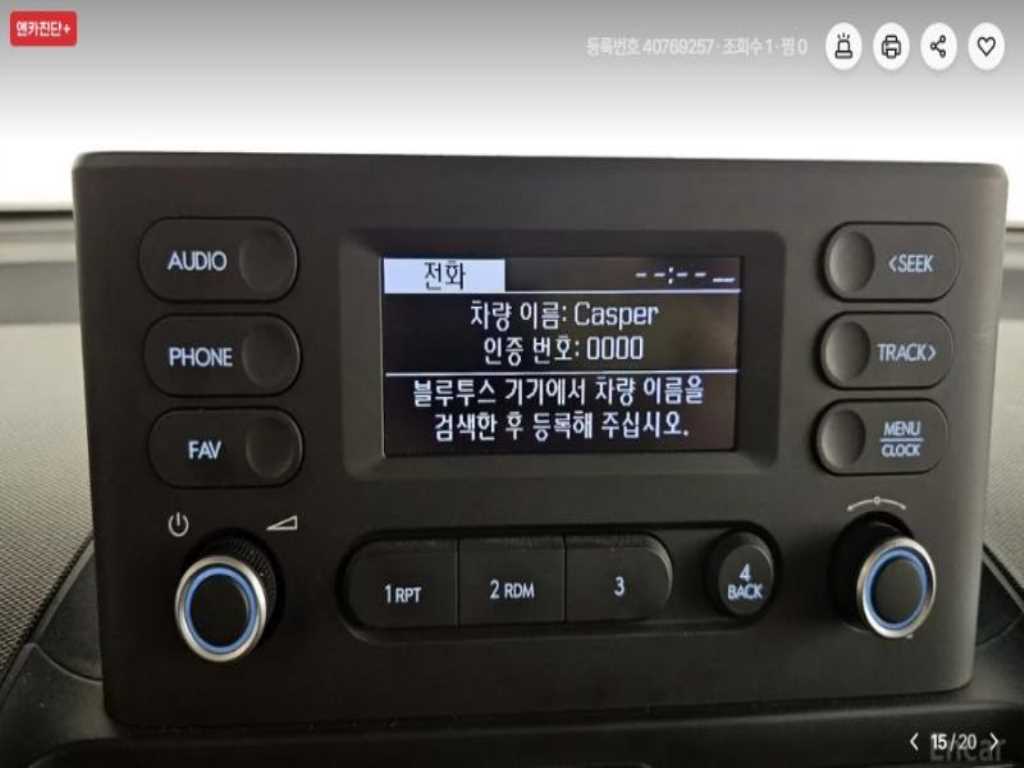 엔카진단+
등록번호 40769257 · 조회수 1 · 찜 0
AUDIO
PHONE
FAV
전화
--:-- __
차량 이름: Casper
인증 번호: 0000
블루투스 기기에서 차량 이름을
검색한 후 등록해 주십시오.
<SEEK
TRACK>
MENU
CLOCK
1 RPT
2 RDM
3
4
BACK
< 15 / 20 >
Encar